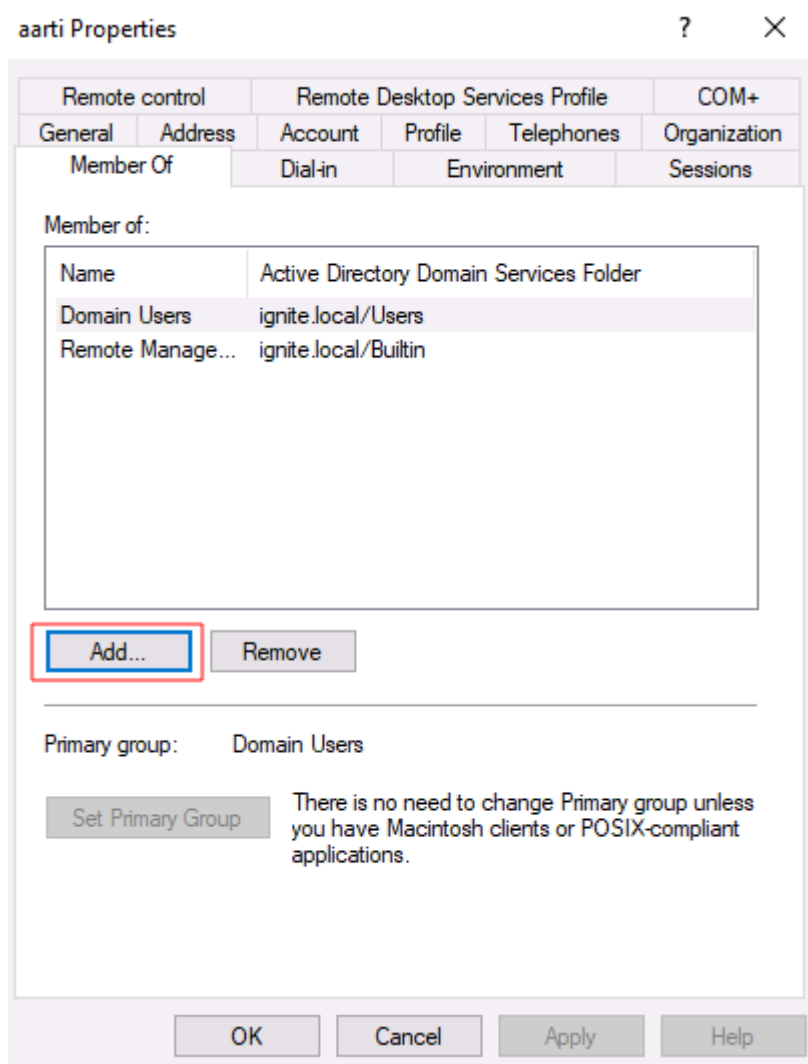 aarti Properties ? ×
Remote control Remote Desktop Services Profile COM+
General Address Account Profile Telephones Organization
Member Of Dial-in Environment Sessions
Member of:
Name Active Directory Domain Services Folder
Domain Users ignite.local/Users
Remote Manage... ignite.local/Builtin
Add... Remove
Primary group: Domain Users
Set Primary Group
There is no need to change Primary group unless
you have Macintosh clients or POSIX-compliant
applications.
OK Cancel Apply Help